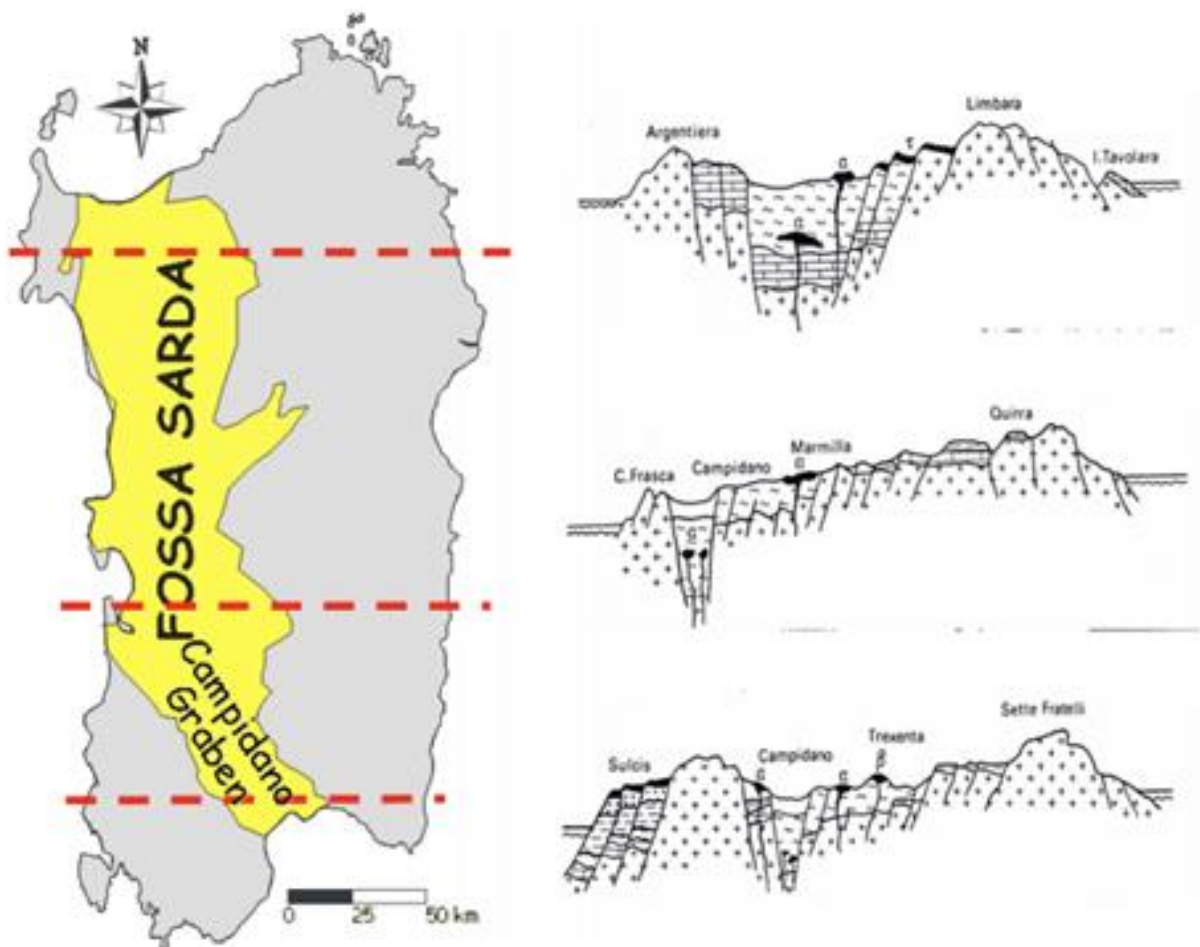 N
FOSSA SARDA
Campidano
Graben
0 25 50 km
Limbara
Argentiera
τ
I.Tavolara
α
α
Quirra
Marmilla
C.Frasca
Campidano
α
α
Sette Fratelli
Trexenta
Campidano
Sulcis
β
α
α